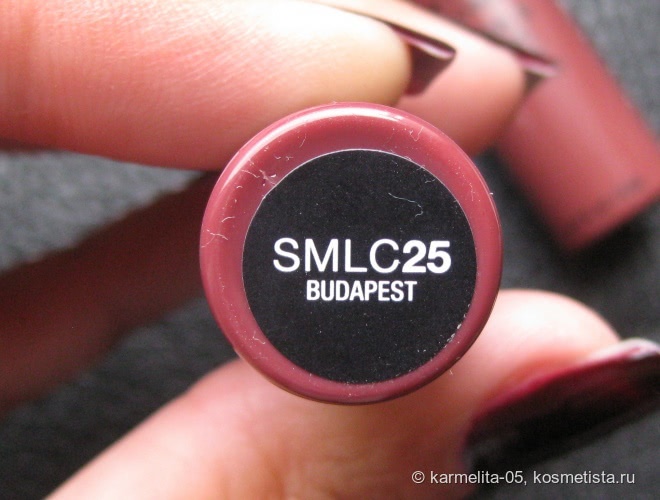 SMLC25
BUDAPEST
© karmelita-05, kosmetista.ru